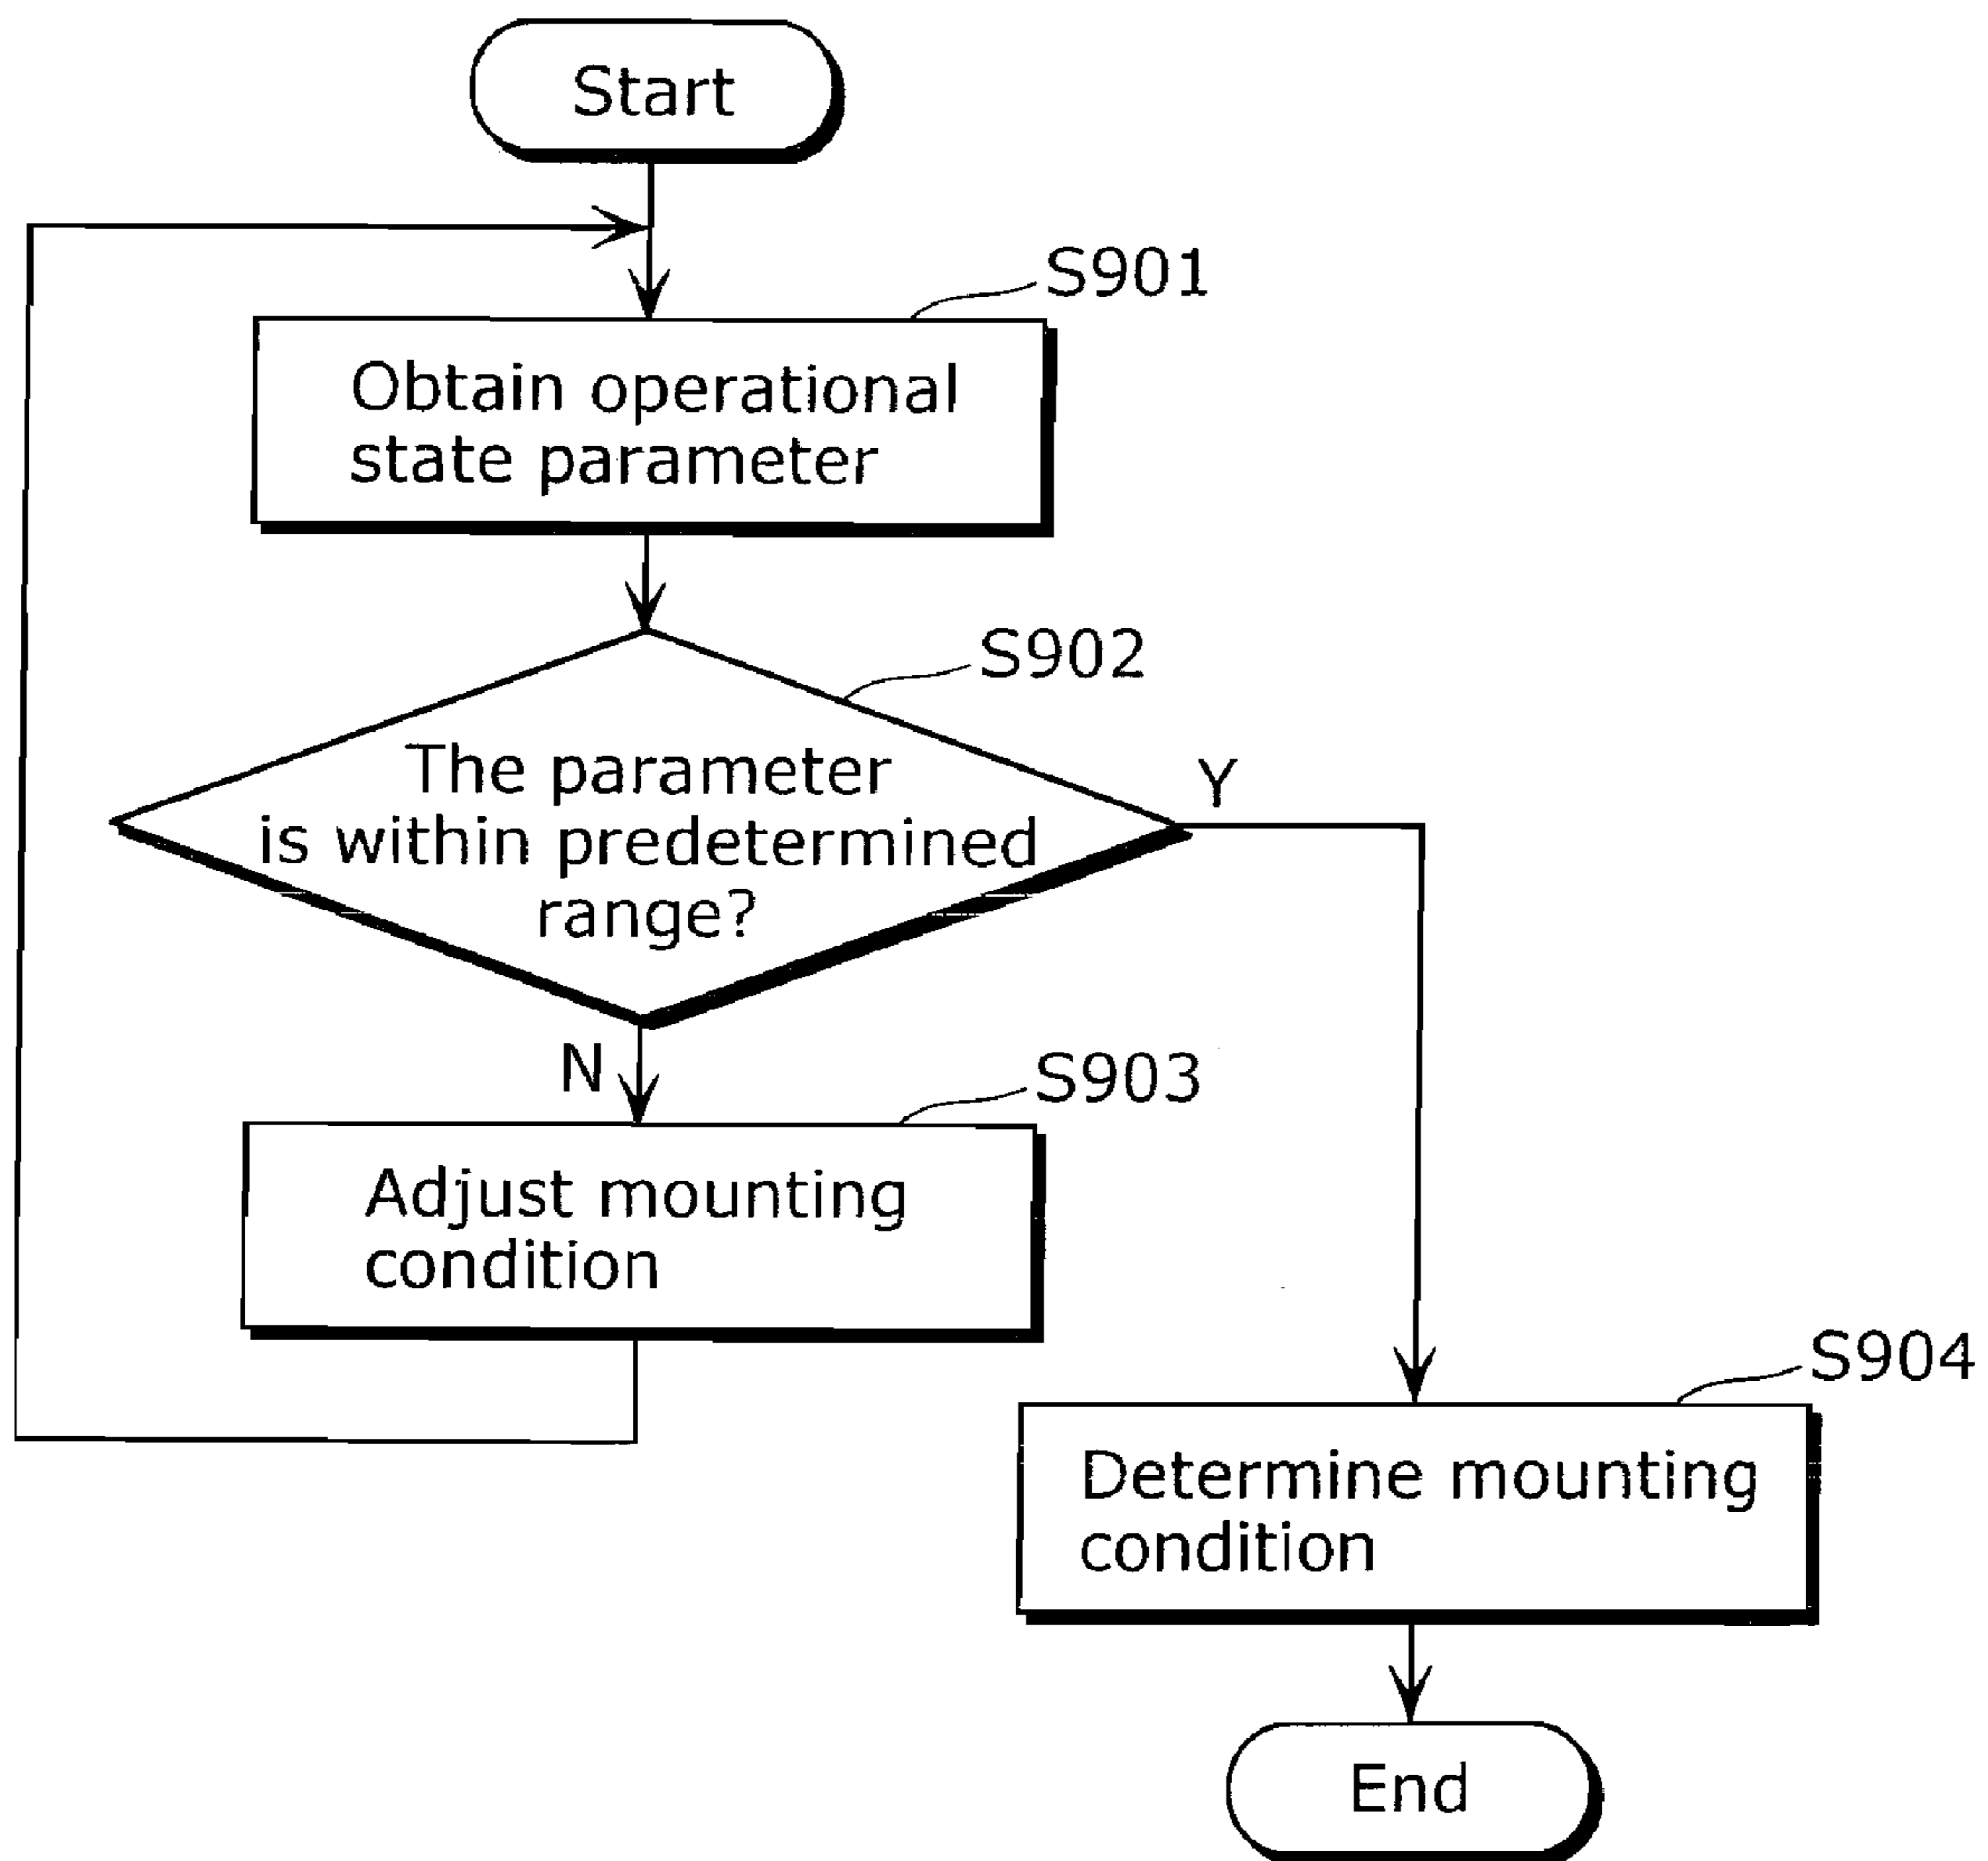 Start
S901
Obtain operational
state parameter
S902
The parameter
is within predetermined
range?
Y
N
S903
Adjust mounting
condition
S904
Determine mounting
condition
End